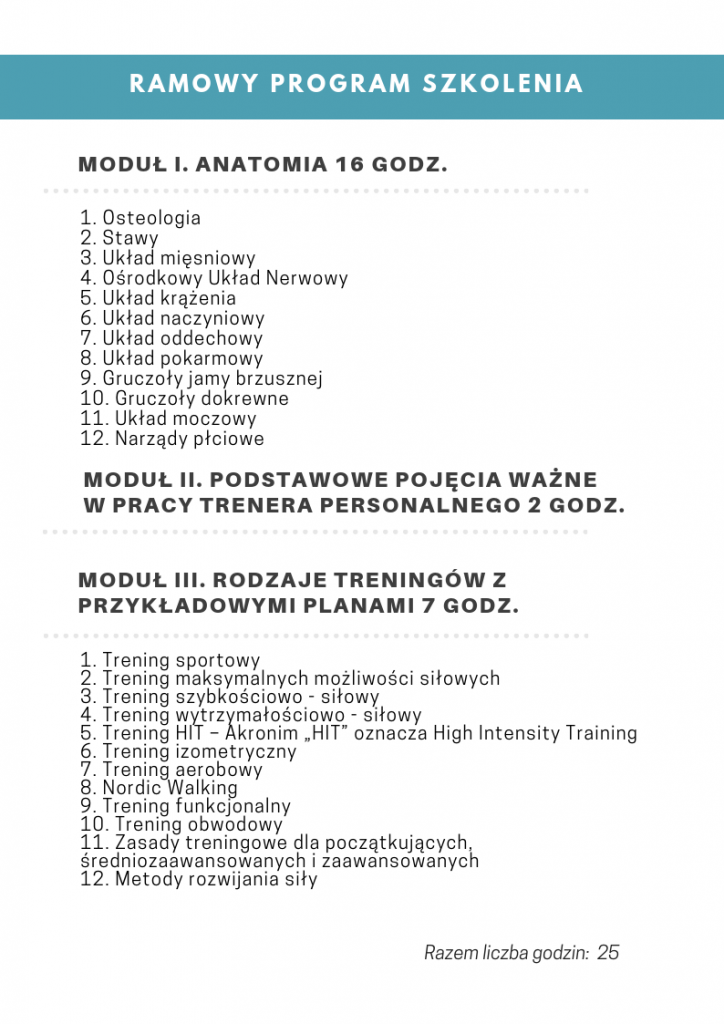 RAMOWY PROGRAM SZKOLENIA
MODUŁ I. ANATOMIA 16 GODZ.
1. Osteologia
2. Stawy
3. Układ mięsniowy
4. Ośrodkowy Układ Nerwowy
5. Układ krążenia
6. Układ naczyniowy
7. Układ oddechowy
8. Układ pokarmowy
9. Gruczoły jamy brzusznej
10. Gruczoły dokrewne
11. Układ moczowy
12. Narządy płciowe
MODUŁ II. PODSTAWOWE POJĘCIA WAŻNE
W PRACY TRENERA PERSONALNEGO 2 GODZ.
MODUŁ III. RODZAJE TRENINGÓW Z
PRZYKŁADOWYMI PLANAMI 7 GODZ.
1. Trening sportowy
2. Trening maksymalnych możliwości siłowych
3. Trening szybkościowo - siłowy
4. Trening wytrzymałościowo - siłowy
5. Trening HIT – Akronim „HIT” oznacza High Intensity Training
6. Trening izometryczny
7. Trening aerobowy
8. Nordic Walking
9. Trening funkcjonalny
10. Trening obwodowy
11. Zasady treningowe dla początkujących,
średniozaawansowanych i zaawansowanych
12. Metody rozwijania siły
Razem liczba godzin: 25